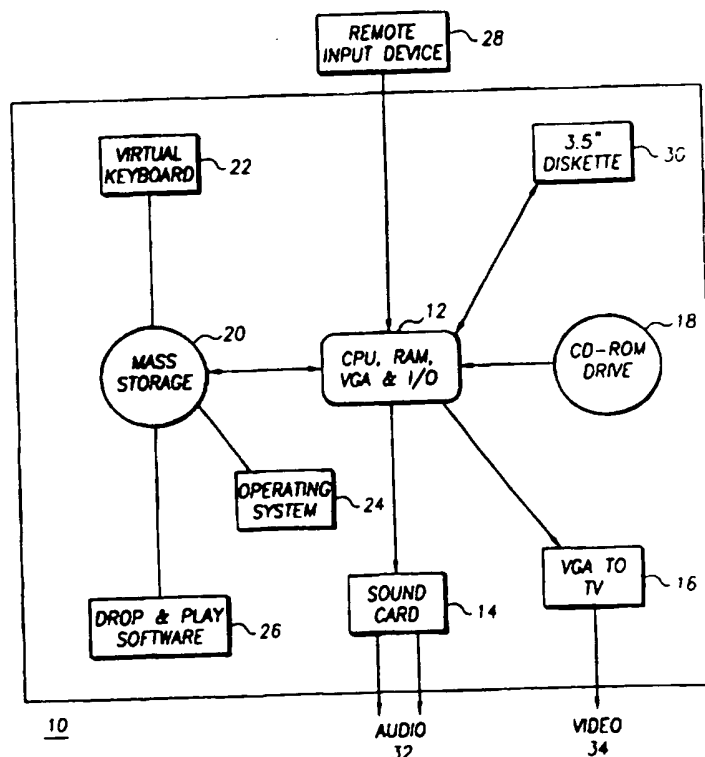 REMOTE
INPUT DEVICE
28
VIRTUAL
KEYBOARD
22
3.5"
DISKETTE
30
12
20
18
MASS
STORAGE
CPU, RAM,
VGA & I/O
CD-ROM
DRIVE
OPERATING
SYSTEM
24
DROP & PLAY
SOFTWARE
26
SOUND
CARD
14
VGA TO
TV
16
10
AUDIO
32
VIDEO
34